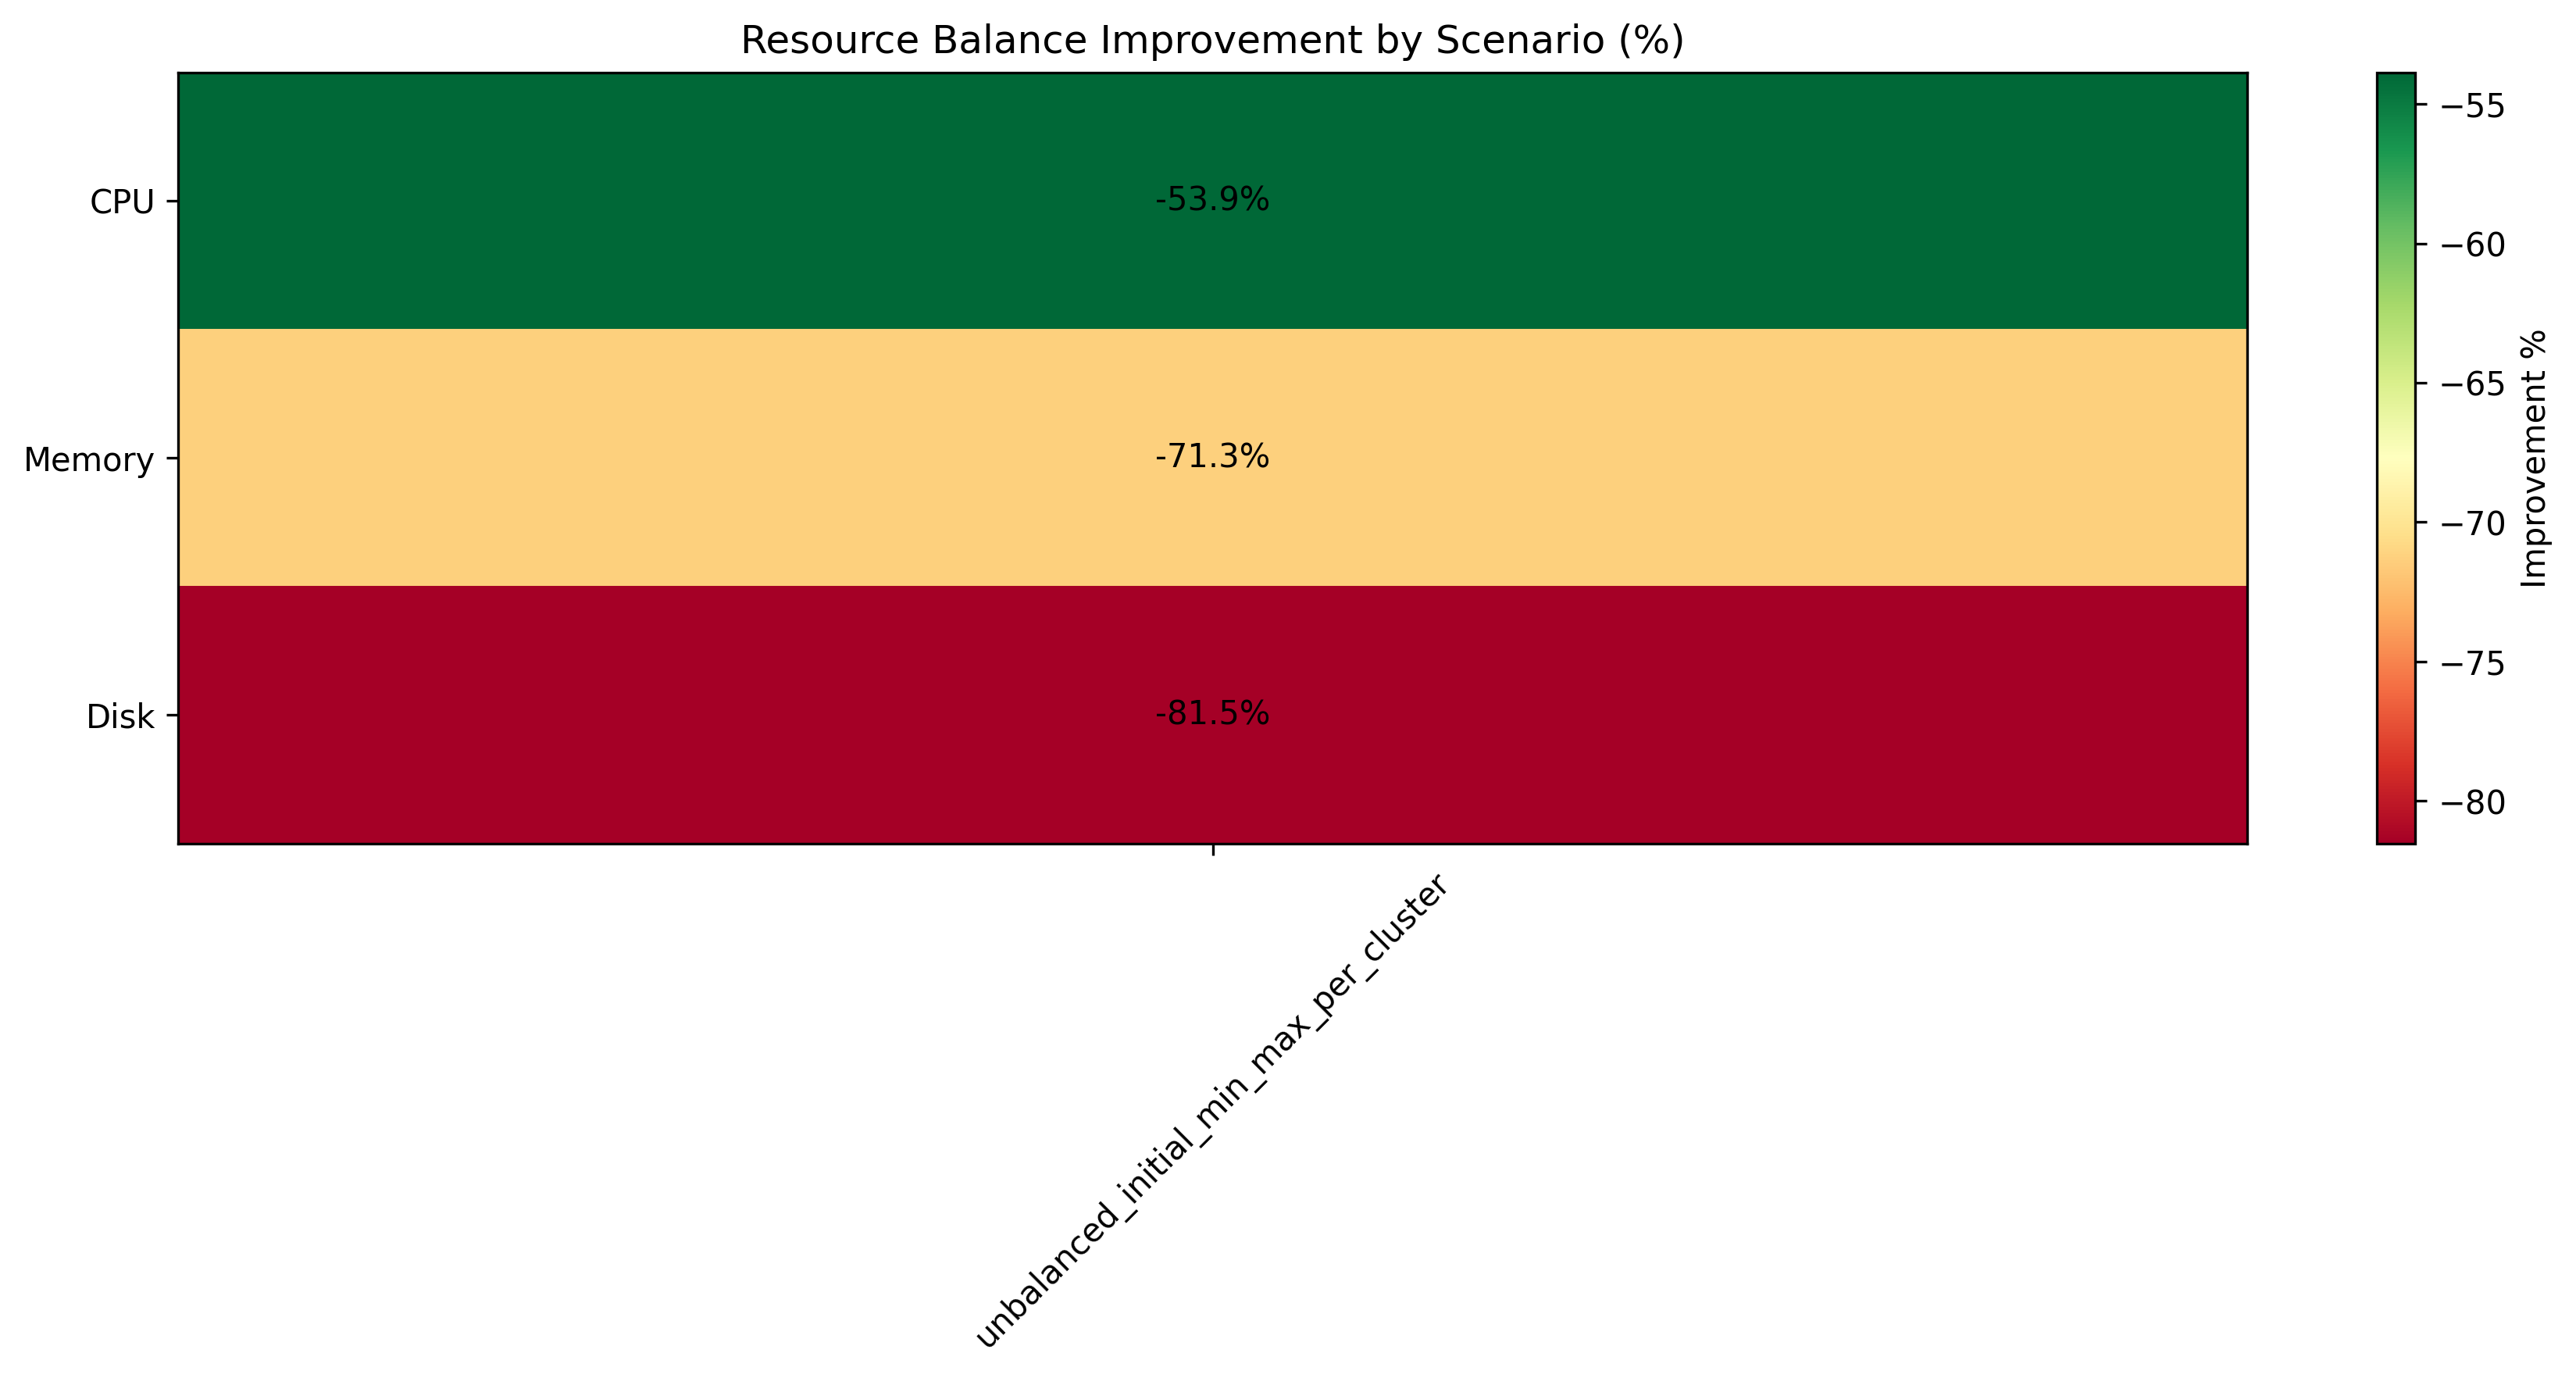 Resource Balance Improvement by Scenario (%)
CPU
Memory
Disk
-53.9%
-71.3%
-81.5%
unbalanced_initial_min_max_per_cluster
−55
−60
−65
−70
−75
−80
Improvement %